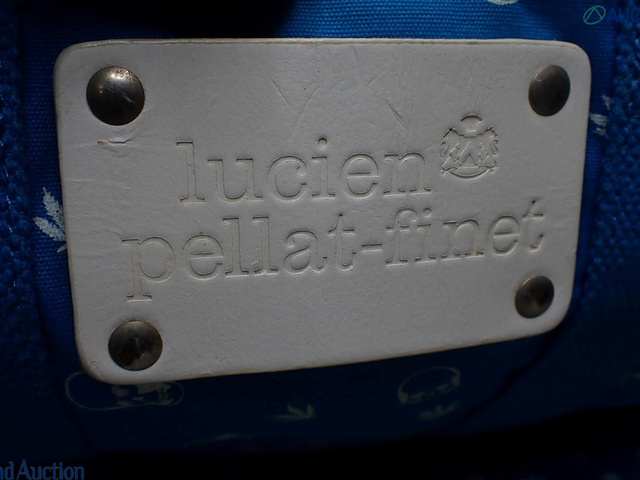 lucien
pellat-finet
nd Auction